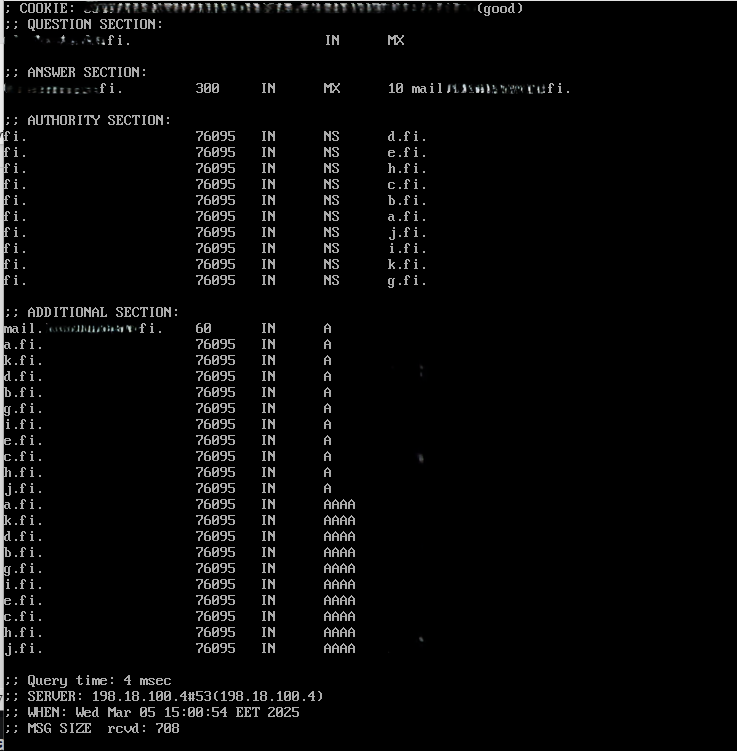 ; COOKIE: (good)
;; QUESTION SECTION:
fi. IN MX
;; ANSWER SECTION:
fi. 300 IN MX 10 mail fi.
;; AUTHORITY SECTION:
fi. 76095 IN NS d.fi.
fi. 76095 IN NS e.fi.
fi. 76095 IN NS h.fi.
fi. 76095 IN NS c.fi.
fi. 76095 IN NS b.fi.
fi. 76095 IN NS a.fi.
fi. 76095 IN NS j.fi.
fi. 76095 IN NS i.fi.
fi. 76095 IN NS k.fi.
fi. 76095 IN NS g.fi.
;; ADDITIONAL SECTION:
mail. fi. 60 IN A
a.fi. 76095 IN A
k.fi. 76095 IN A
d.fi. 76095 IN A
b.fi. 76095 IN A
g.fi. 76095 IN A
i.fi. 76095 IN A
e.fi. 76095 IN A
c.fi. 76095 IN A
h.fi. 76095 IN A
j.fi. 76095 IN A
a.fi. 76095 IN AAAA
k.fi. 76095 IN AAAA
d.fi. 76095 IN AAAA
b.fi. 76095 IN AAAA
g.fi. 76095 IN AAAA
i.fi. 76095 IN AAAA
e.fi. 76095 IN AAAA
c.fi. 76095 IN AAAA
h.fi. 76095 IN AAAA
j.fi. 76095 IN AAAA
;; Query time: 4 msec
;; SERVER: 198.18.100.4#53(198.18.100.4)
;; WHEN: Wed Mar 05 15:00:54 EET 2025
;; MSG SIZE rcvd: 708